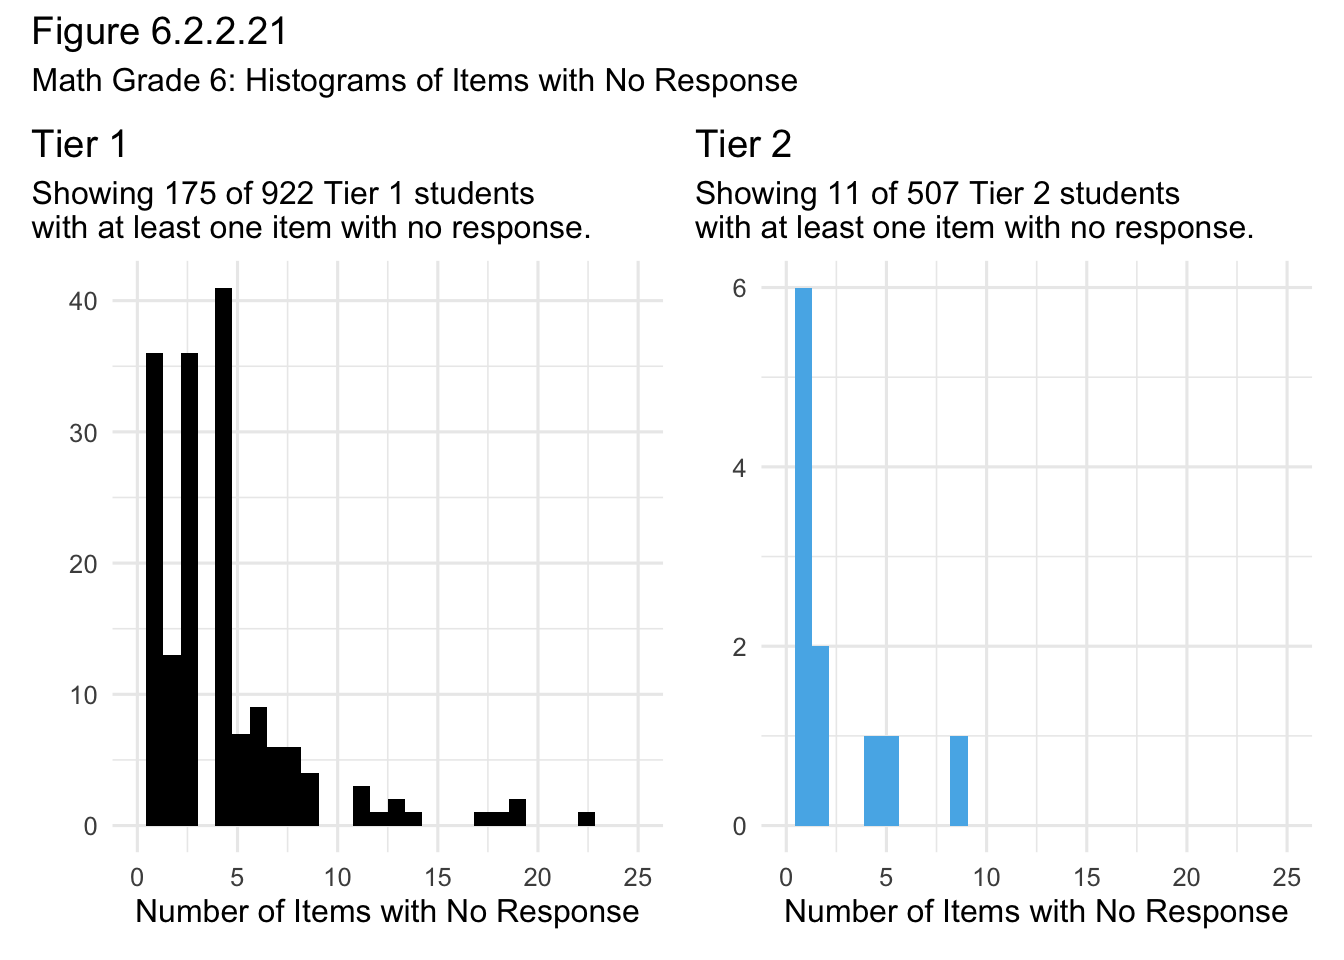 Figure 6.2.2.21
Math Grade 6: Histograms of Items with No Response
Tier 1
Showing 175 of 922 Tier 1 students
with at least one item with no response.
40
30
20
10
0
0 5 10 15 20 25
Number of Items with No Response
Tier 2
Showing 11 of 507 Tier 2 students
with at least one item with no response.
6
4
2
0
0 5 10 15 20 25
Number of Items with No Response